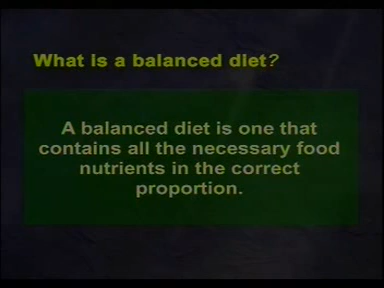 What is a balanced diet?
A balanced diet is one that
contains all the necessary food
nutrients in the correct
proportion.